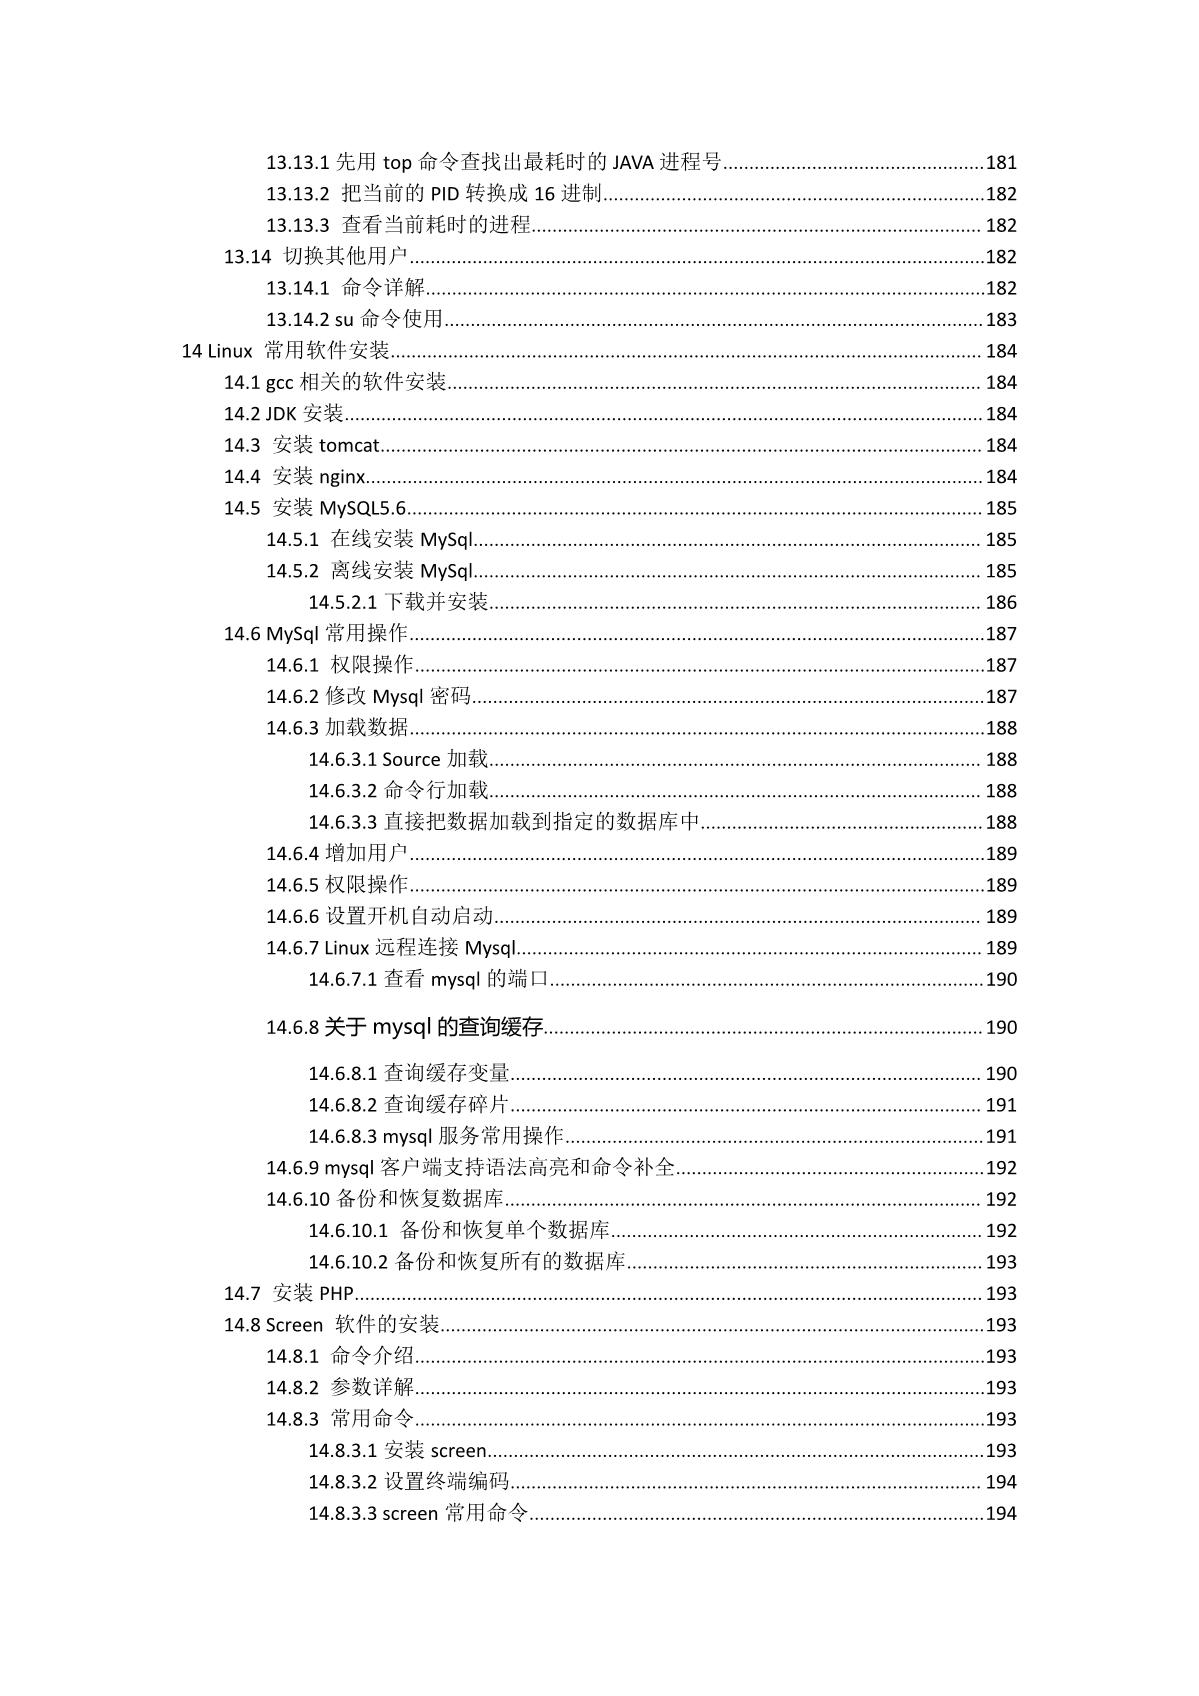 13.13.1 先用 top 命令查找出最耗时的 JAVA 进程号 181
13.13.2 把当前的 PID 转换成 16 进制 182
13.13.3 查看当前耗时的进程 182
13.14 切换其他用户 182
13.14.1 命令详解 182
13.14.2 su 命令使用 183
14 Linux 常用软件安装 184
14.1 gcc 相关的软件安装 184
14.2 JDK 安装 184
14.3 安装 tomcat 184
14.4 安装 nginx 184
14.5 安装 MySQL5.6 185
14.5.1 在线安装 MySql 185
14.5.2 离线安装 MySql 185
14.5.2.1 下载并安装 186
14.6 MySql 常用操作 187
14.6.1 权限操作 187
14.6.2 修改 Mysql 密码 187
14.6.3 加载数据 188
14.6.3.1 Source 加载 188
14.6.3.2 命令行加载 188
14.6.3.3 直接把数据加载到指定的数据库中 188
14.6.4 增加用户 189
14.6.5 权限操作 189
14.6.6 设置开机自动启动 189
14.6.7 Linux 远程连接 Mysql 189
14.6.7.1 查看 mysql 的端口 190
14.6.8 关于 mysql 的查询缓存 190
14.6.8.1 查询缓存变量 190
14.6.8.2 查询缓存碎片 191
14.6.8.3 mysql 服务常用操作 191
14.6.9 mysql 客户端支持语法高亮和命令补全 192
14.6.10 备份和恢复数据库 192
14.6.10.1 备份和恢复单个数据库 192
14.6.10.2 备份和恢复所有的数据库 193
14.7 安装 PHP 193
14.8 Screen 软件的安装 193
14.8.1 命令介绍 193
14.8.2 参数详解 193
14.8.3 常用命令 193
14.8.3.1 安装 screen 193
14.8.3.2 设置终端编码 194
14.8.3.3 screen 常用命令 194